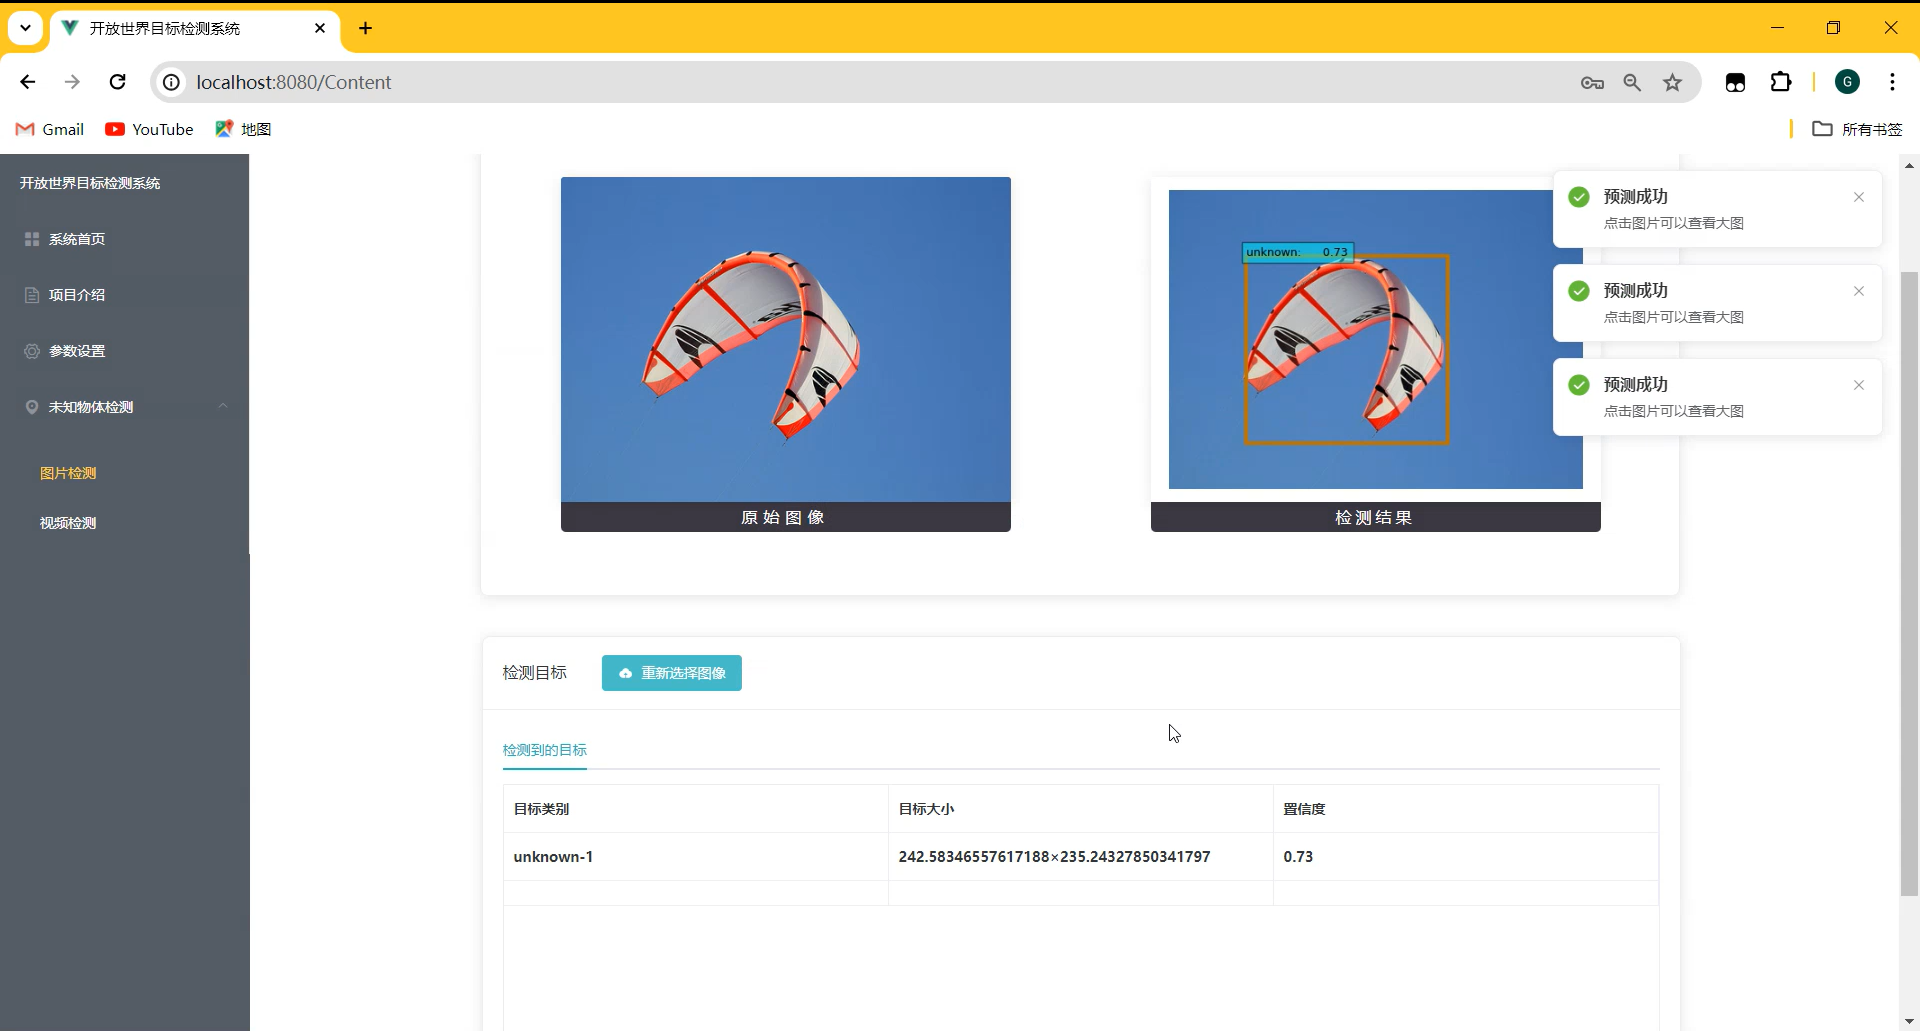 开放世界目标检测系统
localhost:8080/Content
G
Gmail
YouTube
地图
所有书签
开放世界目标检测系统
系统首页
项目介绍
参数设置
未知物体检测
图片检测
视频检测
原始图像
unknown: 0.73
检测结果
预测成功
点击图片可以查看大图
预测成功
点击图片可以查看大图
预测成功
点击图片可以查看大图
检测目标
重新选择图像
检测到的目标
目标类别 目标大小 置信度
unknown-1 242.58346557617188×235.24327850341797 0.73